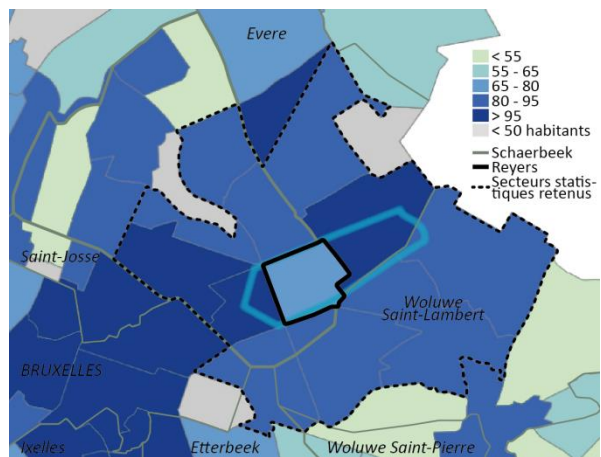 Evere
< 55
55 - 65
65 - 80
80 - 95
> 95
< 50 habitants
Schaerbeek
Reyers
Secteurs statis-
tiques retenus
Saint-Josse
Woluwe
Saint-Lambert
BRUXELLES
Ixelles
Etterbeek
Woluwe Saint-Pierre